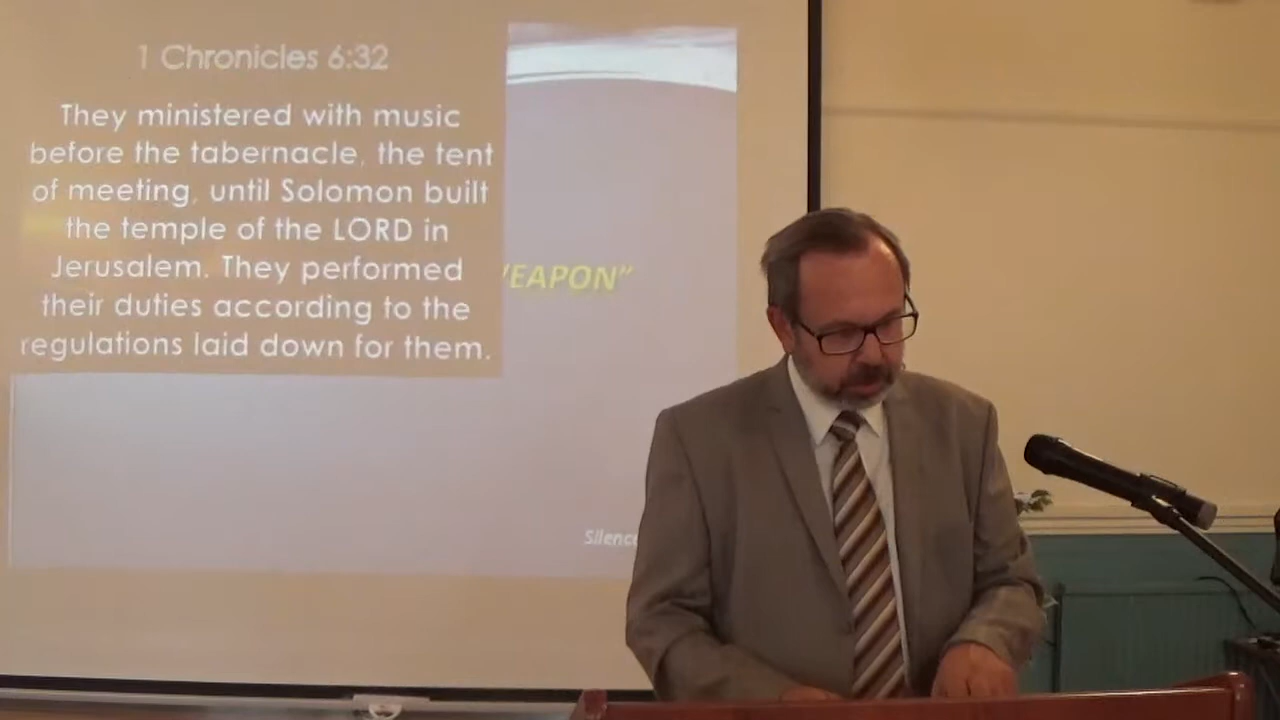 1 Chronicles 6:32
They ministered with music
before the tabernacle, the tent
of meeting, until Solomon built
the temple of the LORD in
Jerusalem. They performed
their duties according to the
regulations laid down for them.
EAPON”
Silence